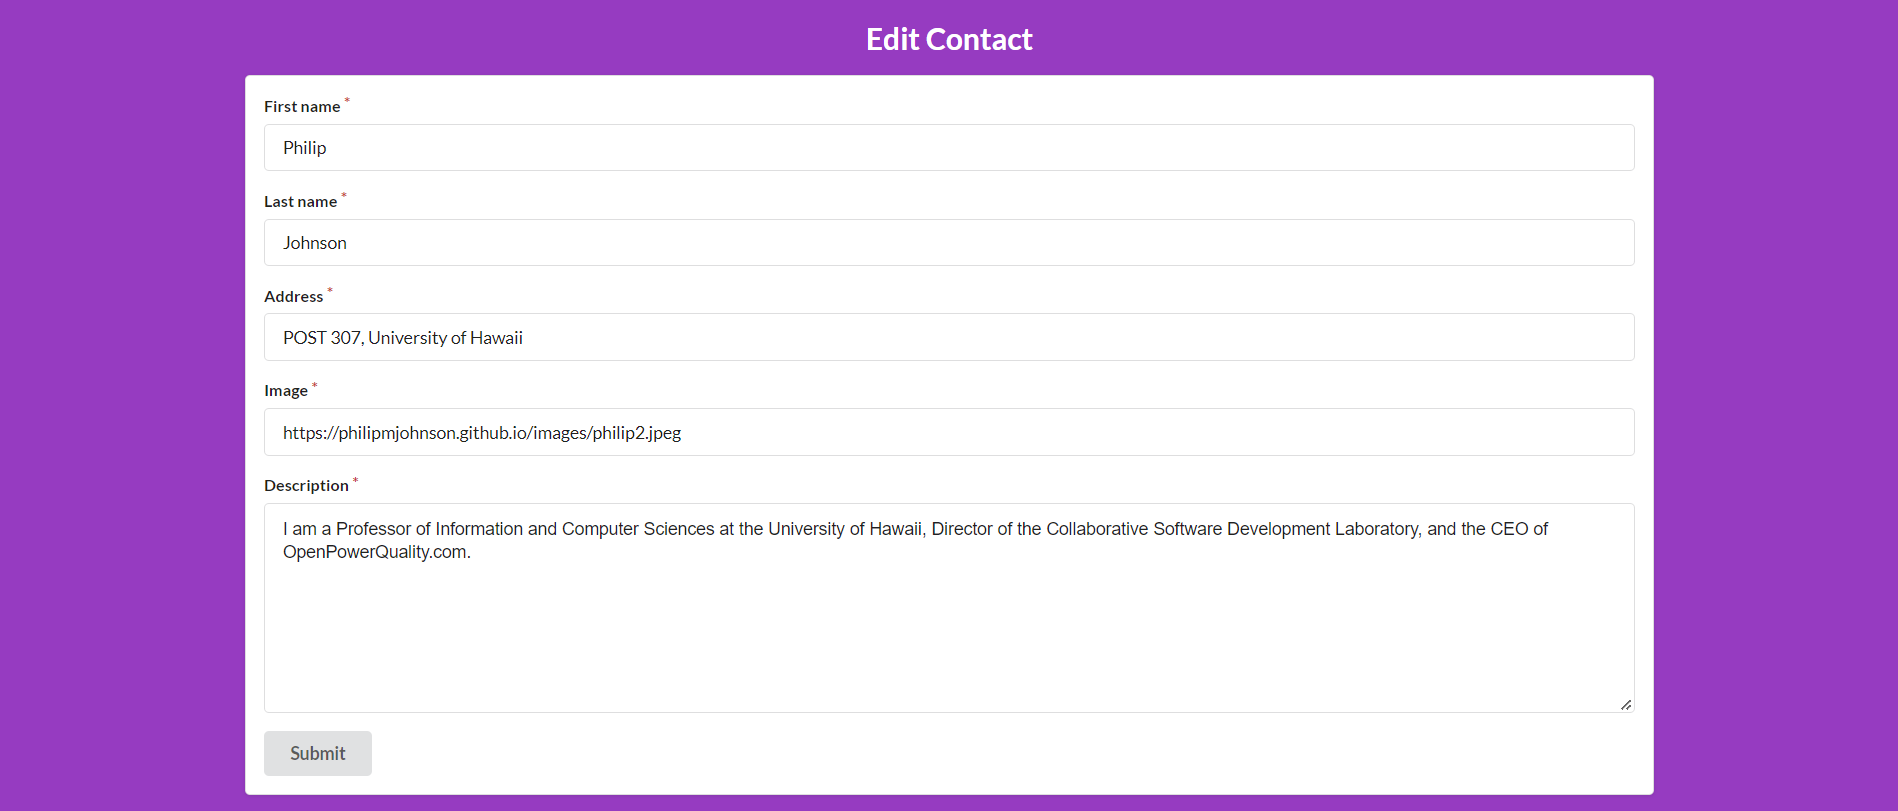 Edit Contact
First name *
Philip
Last name *
Johnson
Address *
POST 307, University of Hawaii
Image *
https://philipmjohnson.github.io/images/philip2.jpeg
Description *
I am a Professor of Information and Computer Sciences at the University of Hawaii, Director of the Collaborative Software Development Laboratory, and the CEO of
OpenPowerQuality.com.
Submit